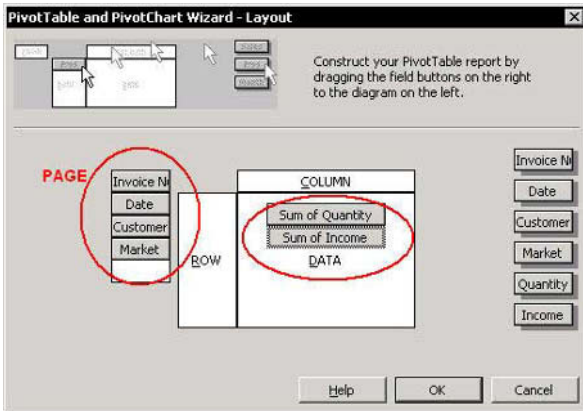 PivotTable and PivotChart Wizard - Layout
Construct your PivotTable report by
dragging the field buttons on the right
to the diagram on the left.
PAGE
Invoice Nu
Date
Customer
Market
COLUMN
Sum of Quantity
Sum of Income
ROW
DATA
Invoice Nu
Date
Customer
Market
Quantity
Income
Help
OK
Cancel